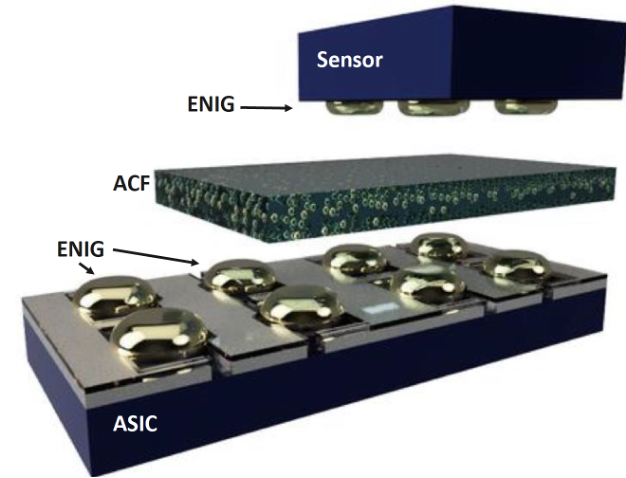 Sensor
ENIG
ACF
ENIG
ASIC